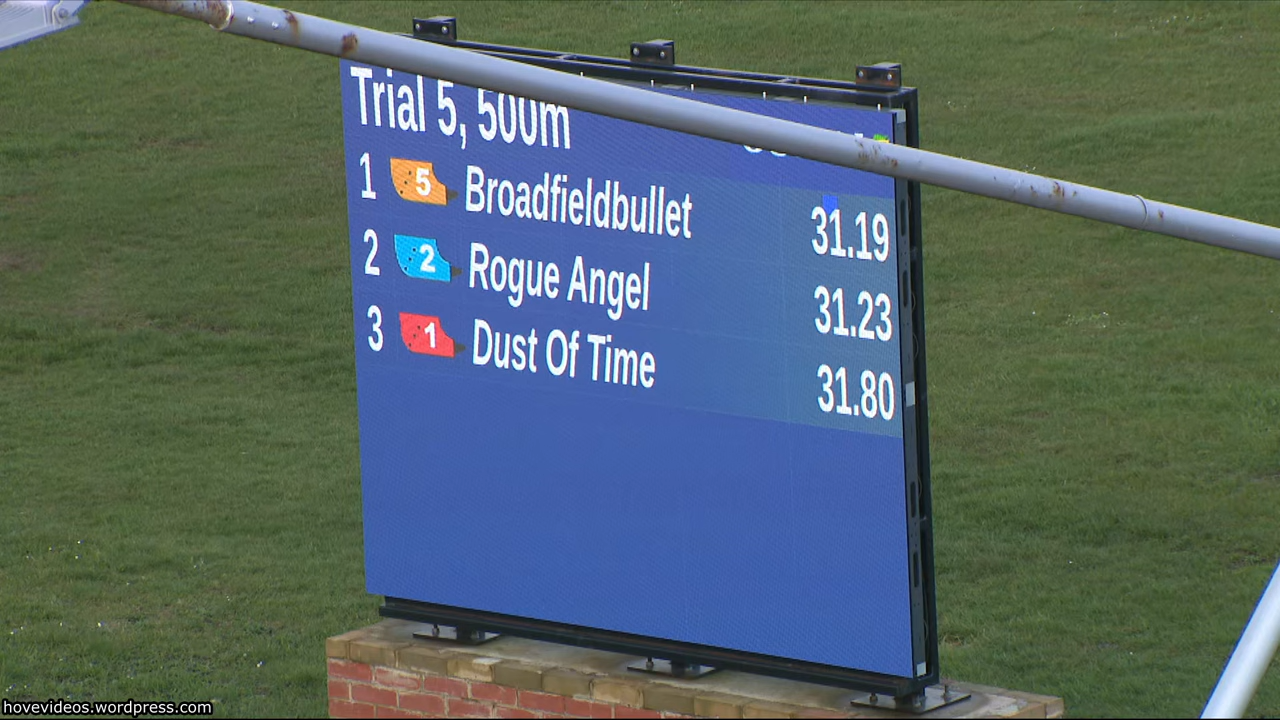 Trial 5, 500m
1 5 Broadfieldbullet 31.19
2 2 Rogue Angel 31.23
3 1 Dust Of Time 31.80
hovevideos.wordpress.com